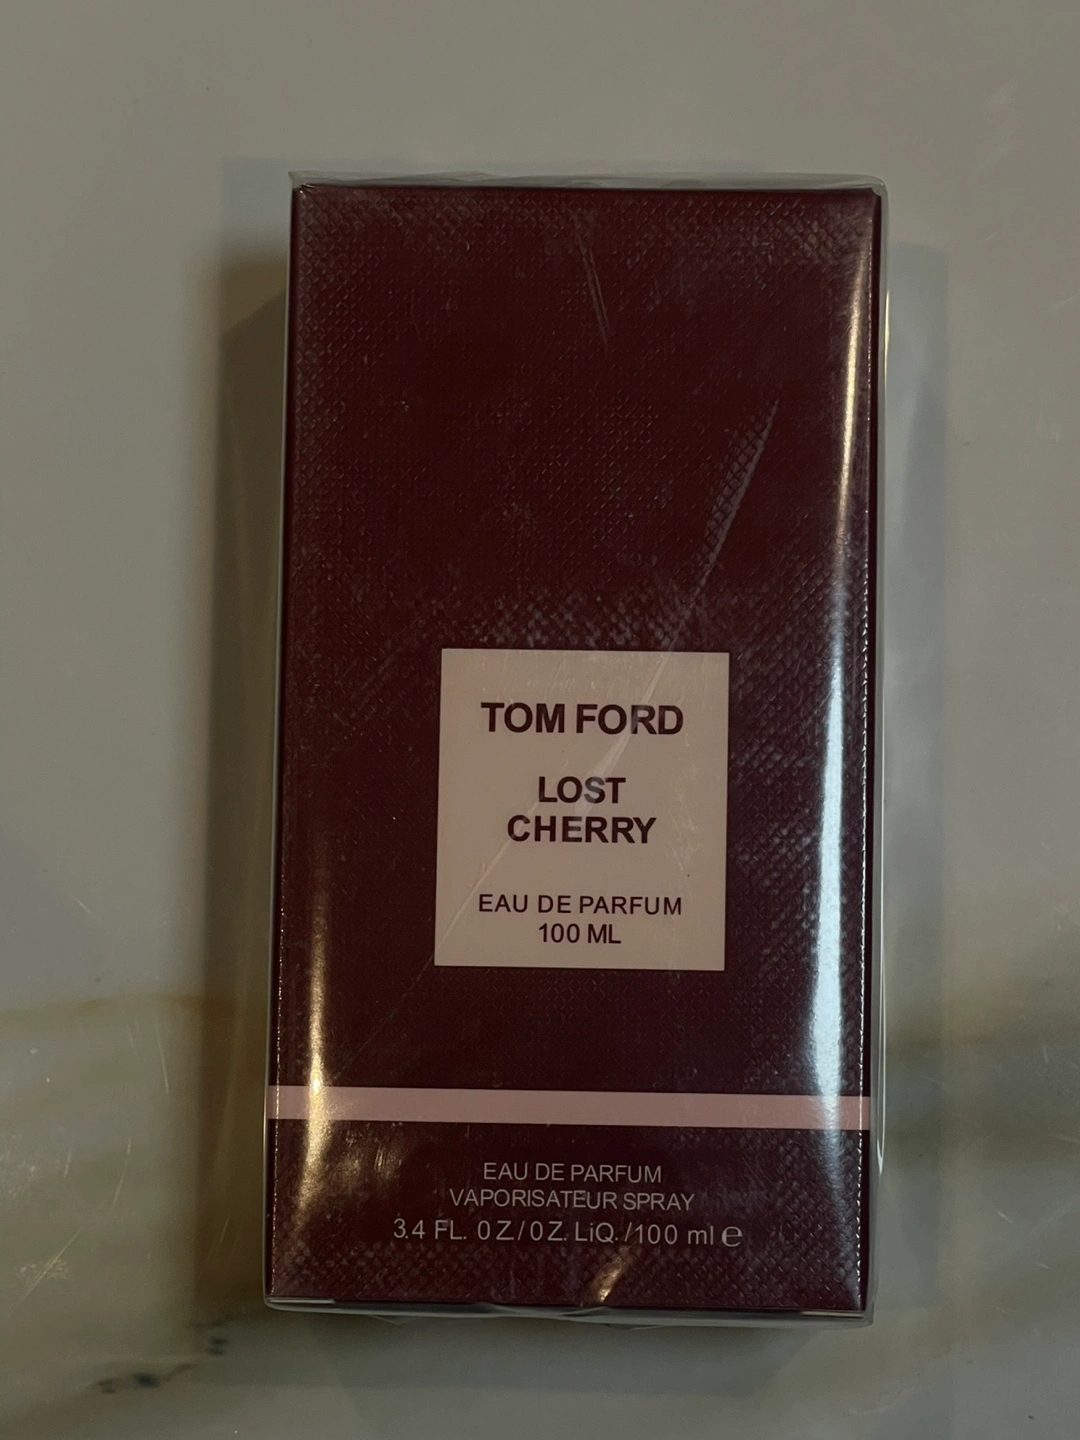 TOM FORD
LOST
CHERRY
EAU DE PARFUM
100 ML
EAU DE PARFUM
VAPORISATEUR SPRAY
3.4 FL. 0Z/0Z. LiQ./100 ml e